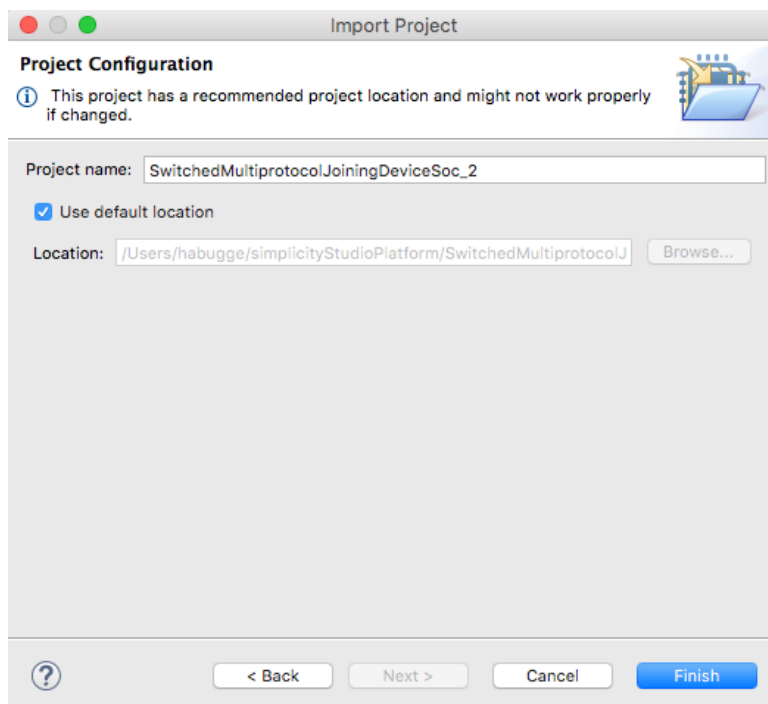 Import Project
Project Configuration
This project has a recommended project location and might not work properly
if changed.
Project name: SwitchedMultiprotocolJoiningDeviceSoc_2
Use default location
Location: /Users/habugge/simplicityStudioPlatform/SwitchedMultiprotocolJ Browse...
? < Back Next > Cancel Finish